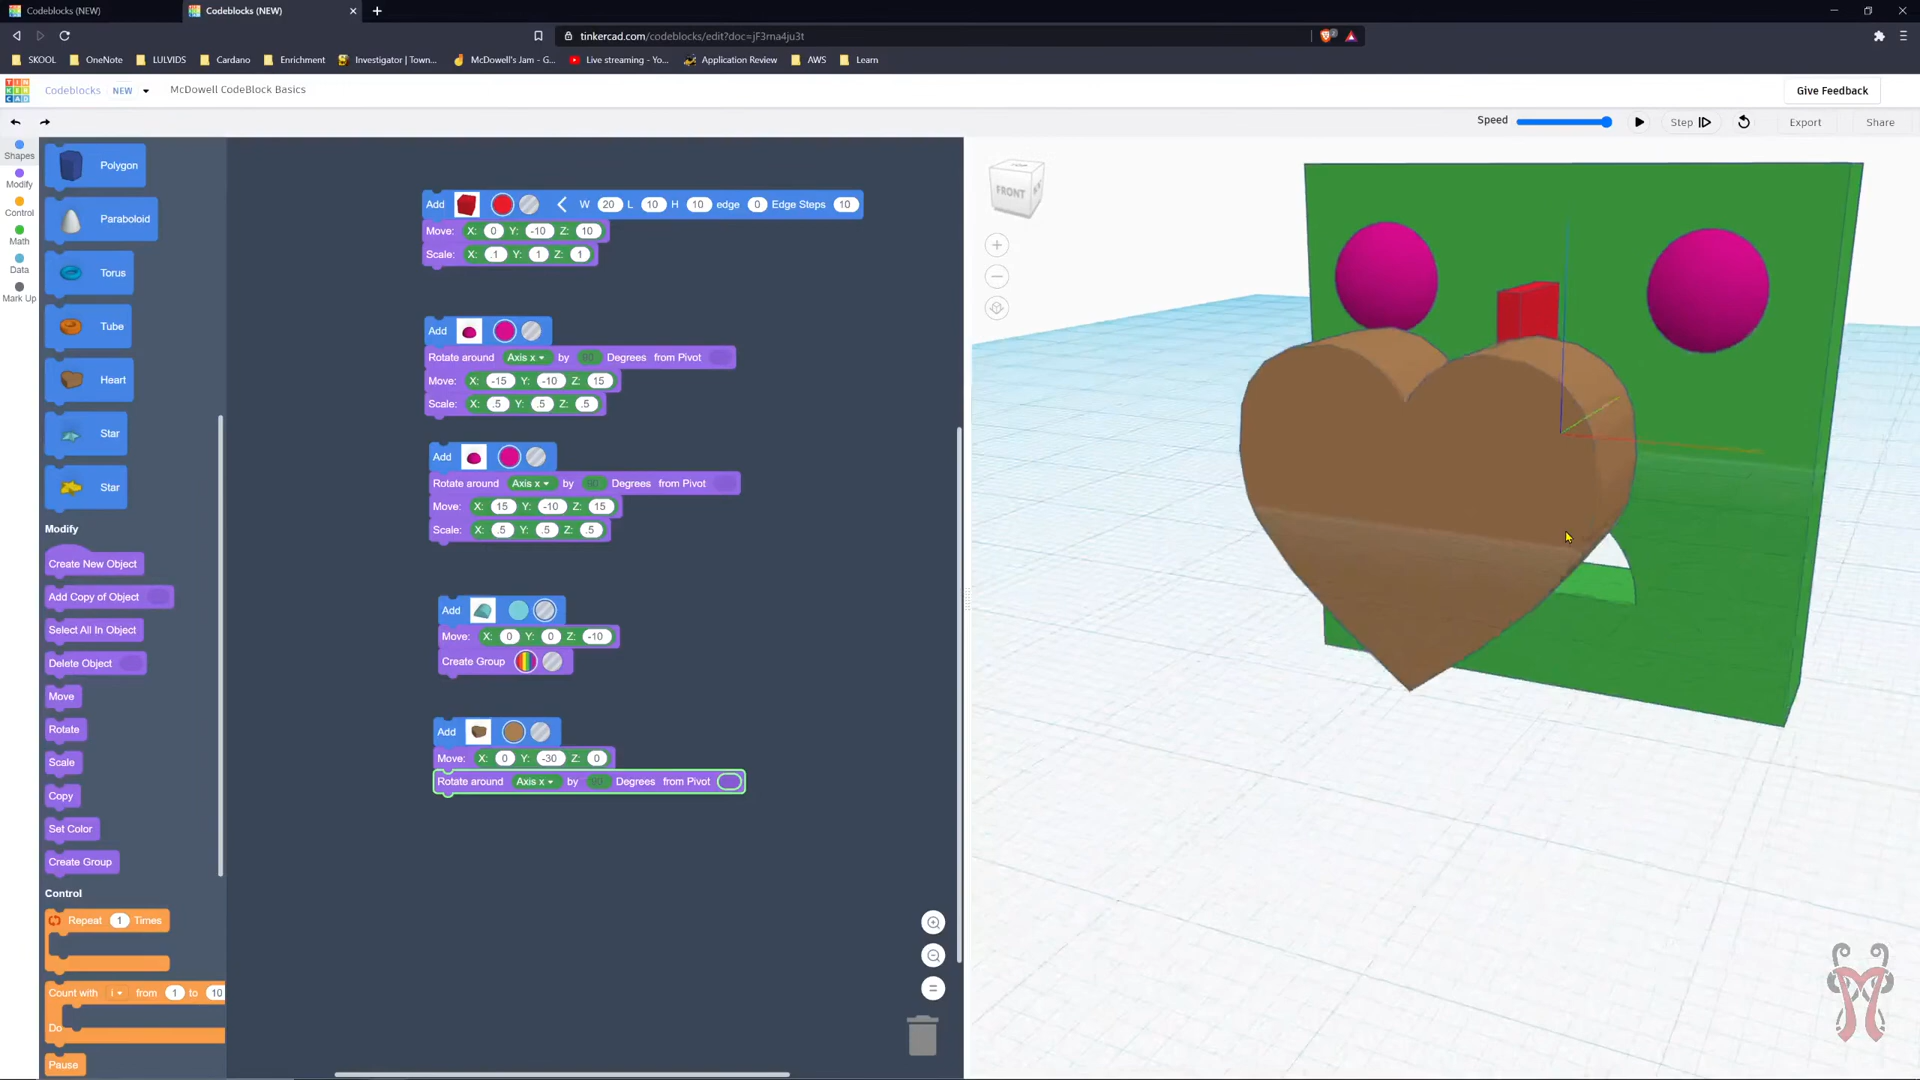 Codeblocks (NEW)
Codeblocks (NEW)
tinkercad.com/codeblocks/edit?doc=jF3ma4ju3t
SKOOL OneNote LULVIDS Cardano Enrichment Investigator | Town... McDowell's Jam - G... Live streaming - Yo... Application Review AWS Learn
TIN
KER
CAD
Codeblocks NEW McDowell CodeBlock Basics Give Feedback
Speed Step Export Share
Shapes
Modify
Control
Math
Data
Mark Up
Polygon
Paraboloid
Torus
Tube
Heart
Star
Star
Modify
Create New Object
Add Copy of Object
Select All In Object
Delete Object
Move
Rotate
Scale
Copy
Set Color
Create Group
Control
Repeat 1 Times
Count with i from 1 to 10
Do
Pause
Add W 20 L 10 H 10 edge 0 Edge Steps 10
Move: X: 0 Y: -10 Z: 10
Scale: X: .1 Y: 1 Z: 1
Add
Rotate around Axis x by 90 Degrees from Pivot
Move: X: -15 Y: -10 Z: 15
Scale: X: .5 Y: .5 Z: .5
Add
Rotate around Axis x by 90 Degrees from Pivot
Move: X: 15 Y: -10 Z: 15
Scale: X: .5 Y: .5 Z: .5
Add
Move: X: 0 Y: 0 Z: -10
Create Group
Add
Move: X: 0 Y: -30 Z: 0
Rotate around Axis x by 90 Degrees from Pivot
FRONT